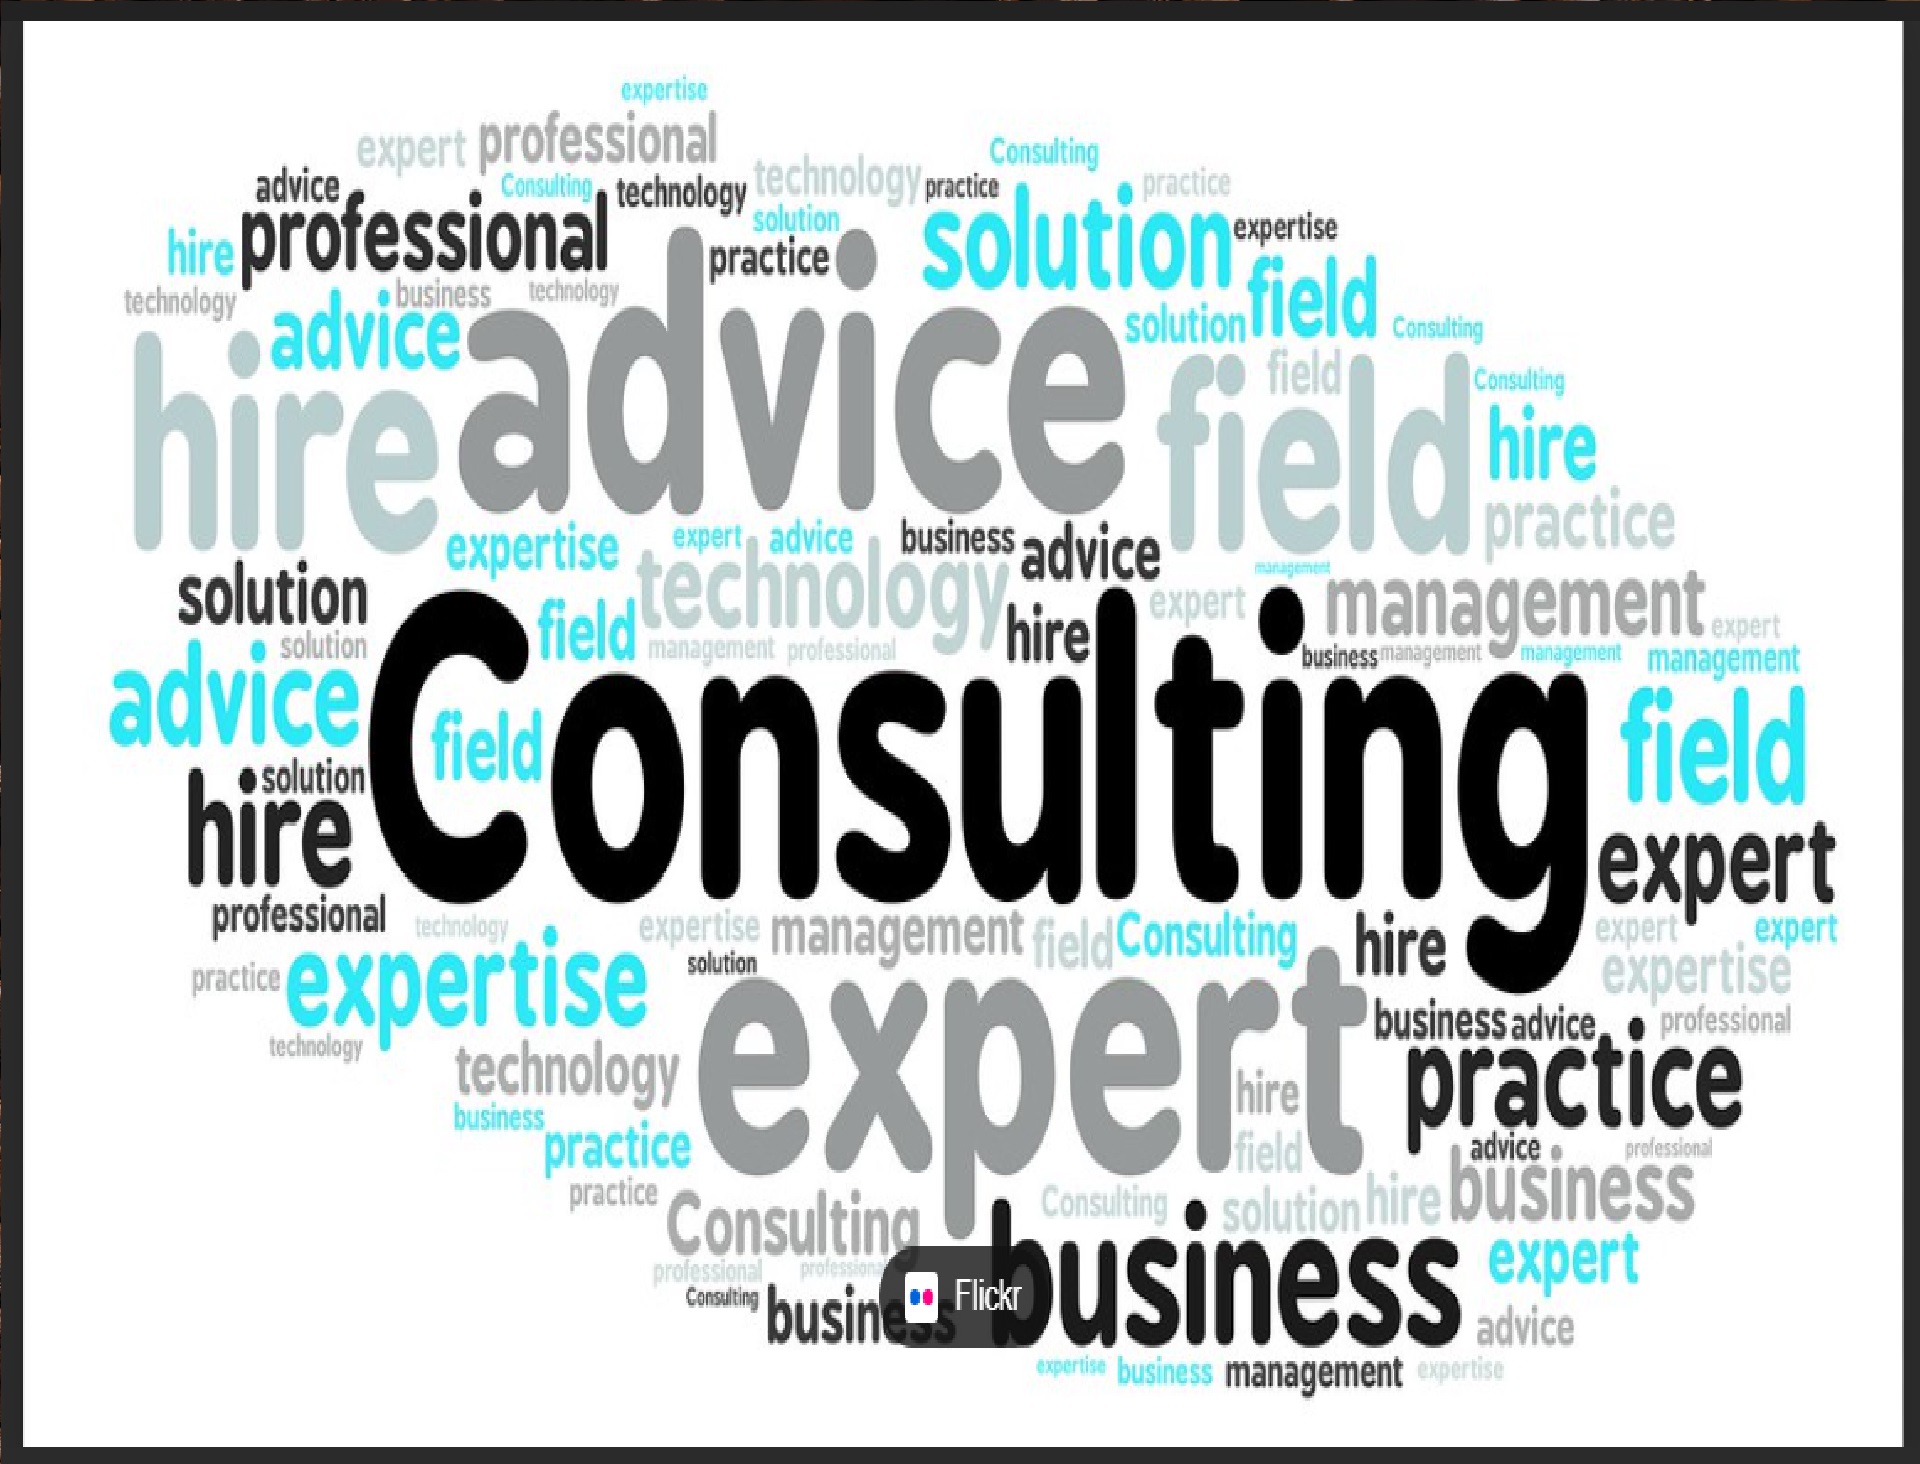 expertise
expert professional
Consulting
advice Consulting technology technology practice practice
hire professional solution practice solution expertise
technology business technology
advice solution field Consulting
hire advice field field Consulting
hire
practice
expertise expert advice business advice
management
solution technology expert management expert
solution field management professional hire business management management management
advice Consulting field
field
solution
hire expert
professional technology expertise management field Consulting hire expert expert
practice expertise solution expertise
expert business advice professional
technology technology hire practice
business
practice field advice professional
practice Consulting Consulting solution hire business
professional professional business expert
Consulting business Flickr advice
expertise business management expertise